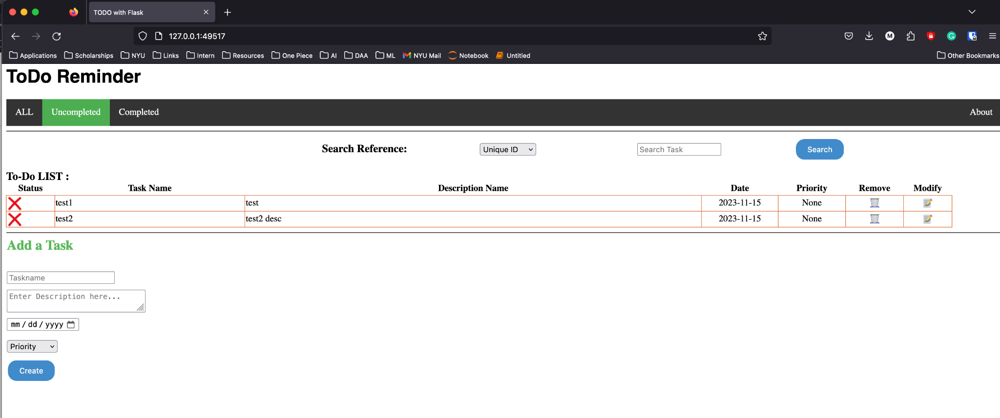 TODO with Flask
127.0.0.1:49517
Applications Scholarships NYU Links Intern Resources One Piece AI DAA ML NYU Mail Notebook Untitled Other Bookmarks
ToDo Reminder
ALL Uncompleted Completed About
Search Reference: Unique ID Search Task Search
To-Do LIST :
Status Task Name Description Name Date Priority Remove Modify
test1 test 2023-11-15 None
test2 test2 desc 2023-11-15 None
Add a Task
Taskname
Enter Description here...
mm / dd / yyyy
Priority
Create